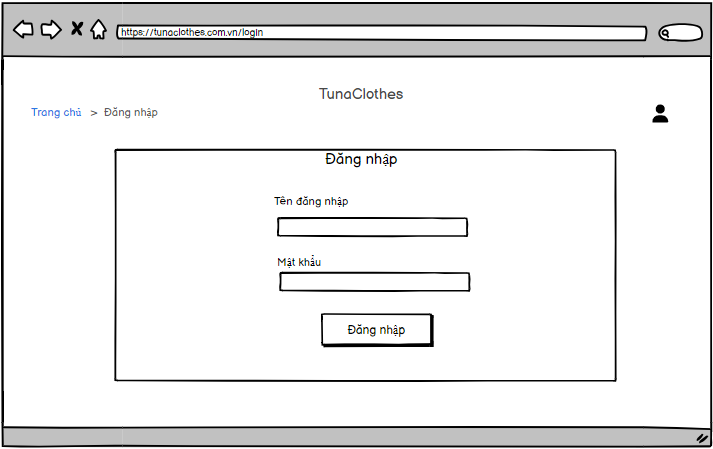 https://tunaclothes.com.vn/login
TunaClothes
Trang chủ > Đăng nhập
Đăng nhập
Tên đăng nhập
Mật khẩu
Đăng nhập